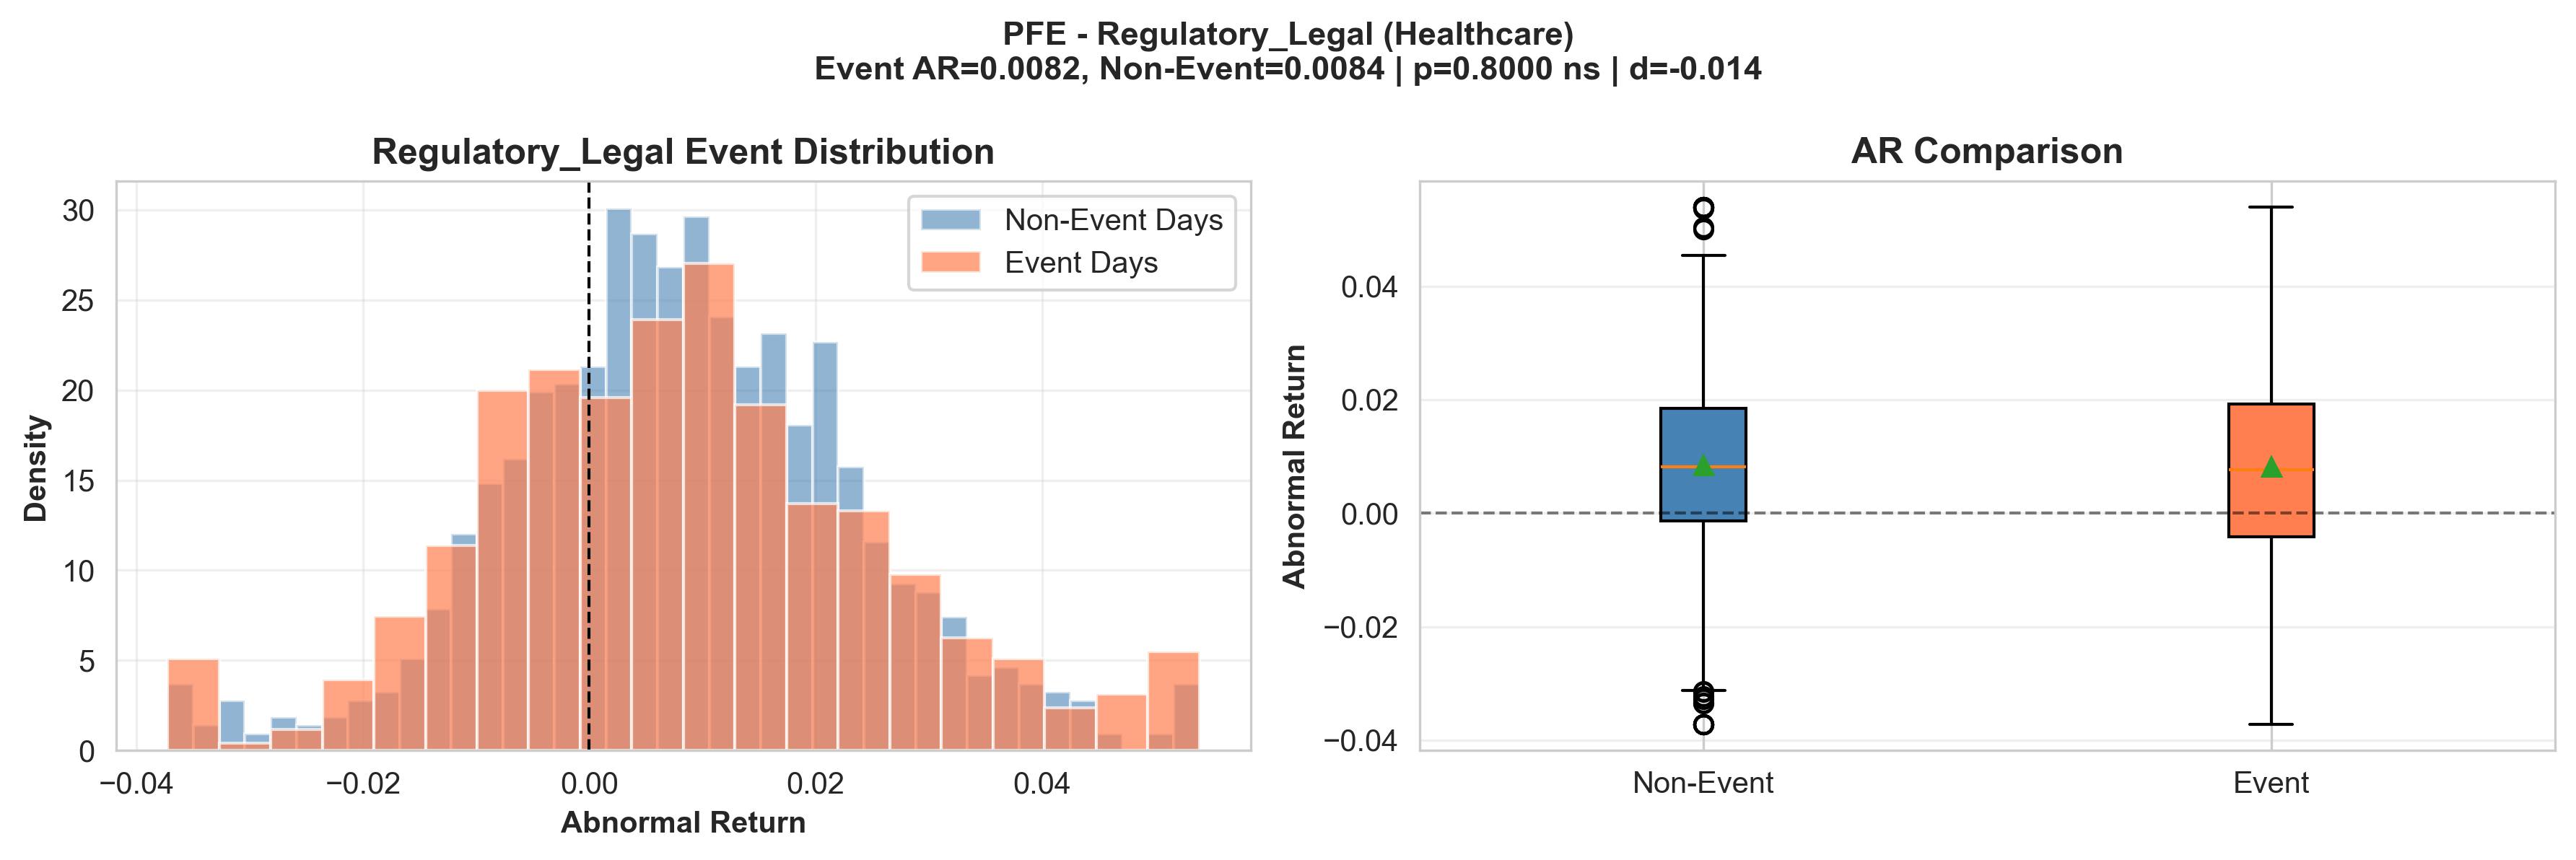 PFE - Regulatory_Legal (Healthcare)
Event AR=0.0082, Non-Event=0.0084 | p=0.8000 ns | d=-0.014
Regulatory_Legal Event Distribution
Non-Event Days
Event Days
30
25
20
15
10
5
0
Density
−0.04
−0.02
0.00
0.02
0.04
Abnormal Return
AR Comparison
0.04
0.02
0.00
−0.02
−0.04
Abnormal Return
Non-Event
Event